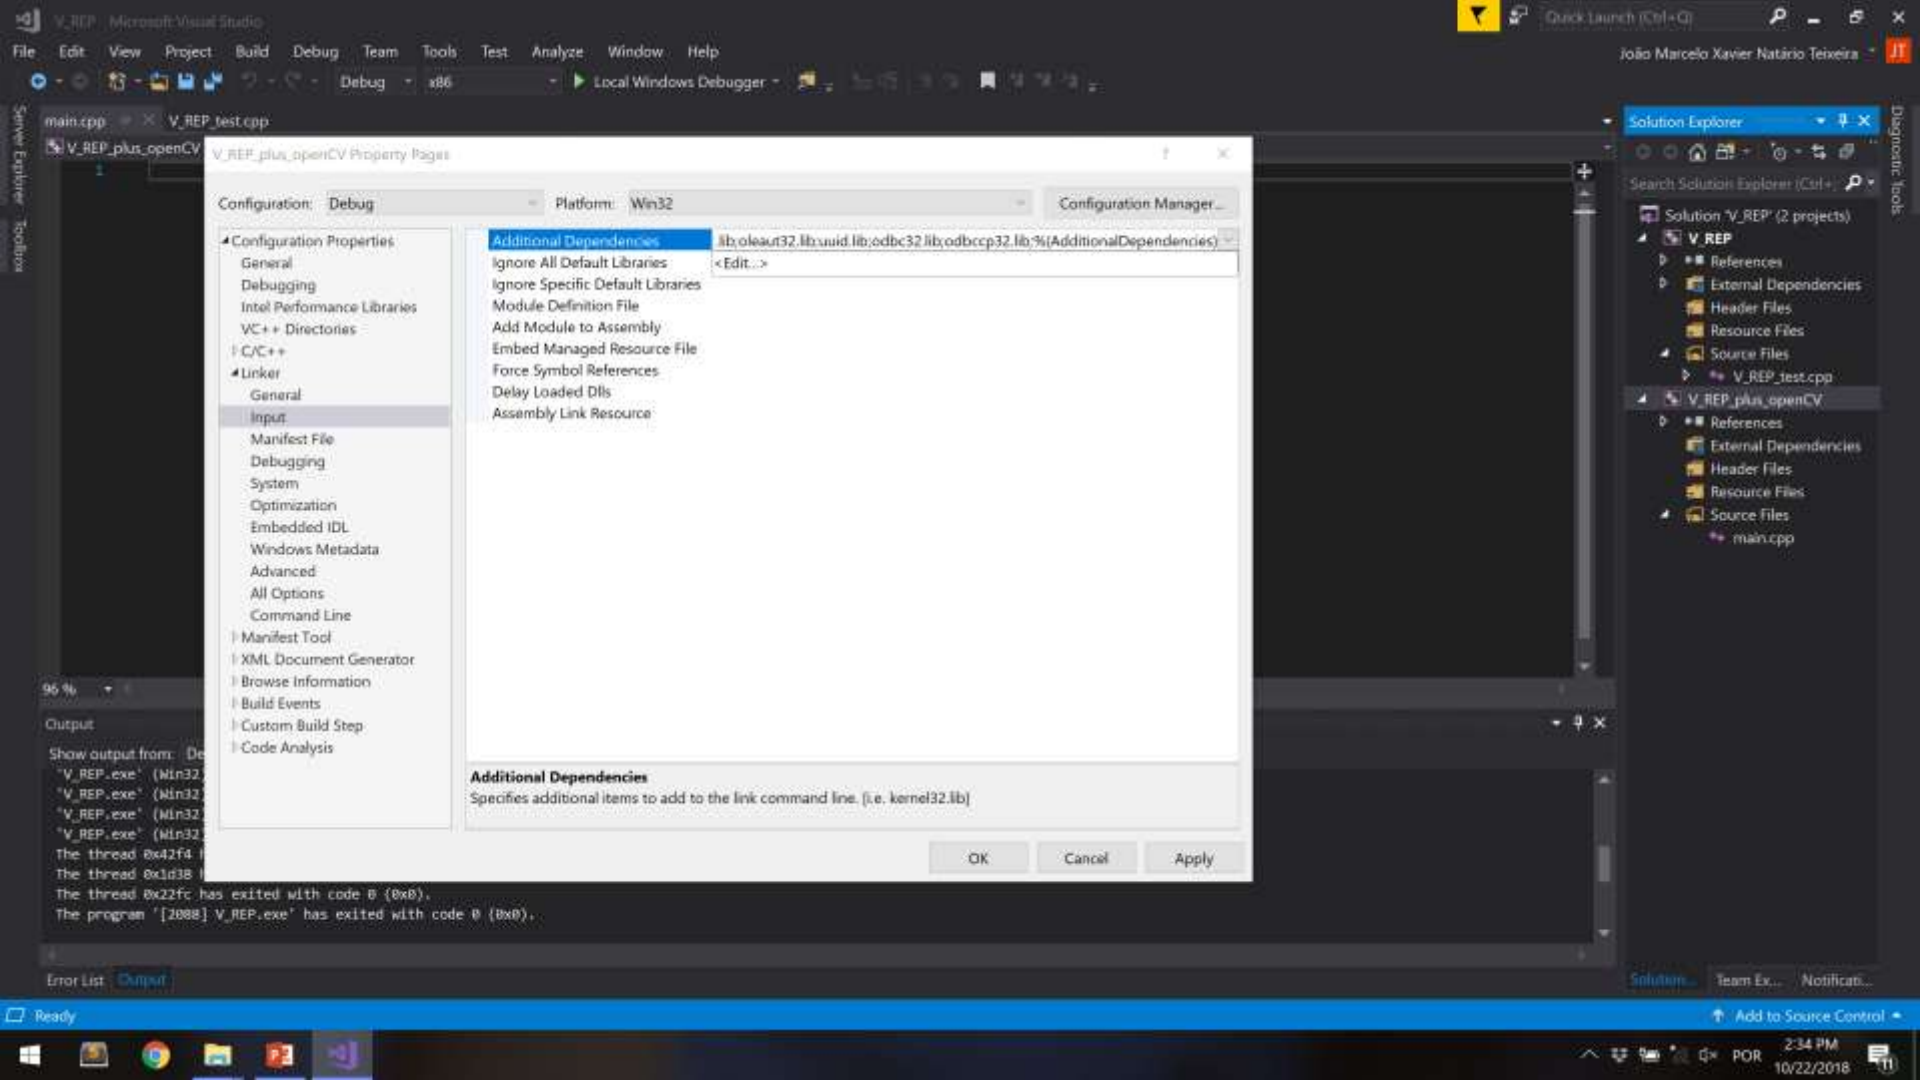 V_REP - Microsoft Visual Studio
Quick Launch (Ctrl+Q)
File Edit View Project Build Debug Team Tools Test Analyze Window Help
João Marcelo Xavier Natário Teixeira JT
Debug x86 Local Windows Debugger
Server Explorer Toolbox
main.cpp V_REP_test.cpp
V_REP_plus_openCV
1
V_REP_plus_openCV Property Pages
Configuration: Debug Platform: Win32 Configuration Manager...
Configuration Properties
General
Debugging
Intel Performance Libraries
VC++ Directories
C/C++
Linker
General
Input
Manifest File
Debugging
System
Optimization
Embedded IDL
Windows Metadata
Advanced
All Options
Command Line
Manifest Tool
XML Document Generator
Browse Information
Build Events
Custom Build Step
Code Analysis
Additional Dependencies .lib;oleaut32.lib;uuid.lib;odbc32.lib;odbccp32.lib;%(AdditionalDependencies)
Ignore All Default Libraries <Edit...>
Ignore Specific Default Libraries
Module Definition File
Add Module to Assembly
Embed Managed Resource File
Force Symbol References
Delay Loaded Dlls
Assembly Link Resource
Additional Dependencies
Specifies additional items to add to the link command line. [i.e. kernel32.lib]
OK Cancel Apply
Solution Explorer
Search Solution Explorer (Ctrl+;
Solution 'V_REP' (2 projects)
V_REP
References
External Dependencies
Header Files
Resource Files
Source Files
V_REP_test.cpp
V_REP_plus_openCV
References
External Dependencies
Header Files
Resource Files
Source Files
main.cpp
Diagnostic Tools
96 %
Output
Show output from: De
'V_REP.exe' (Win32
'V_REP.exe' (Win32
'V_REP.exe' (Win32
'V_REP.exe' (Win32
The thread 0x42f4 h
The thread 0x1d38 h
The thread 0x22fc has exited with code 0 (0x0).
The program '[2088] V_REP.exe' has exited with code 0 (0x0).
Error List Output
Solution... Team Ex... Notificati...
Ready
Add to Source Control
POR
2:34 PM
10/22/2018
11